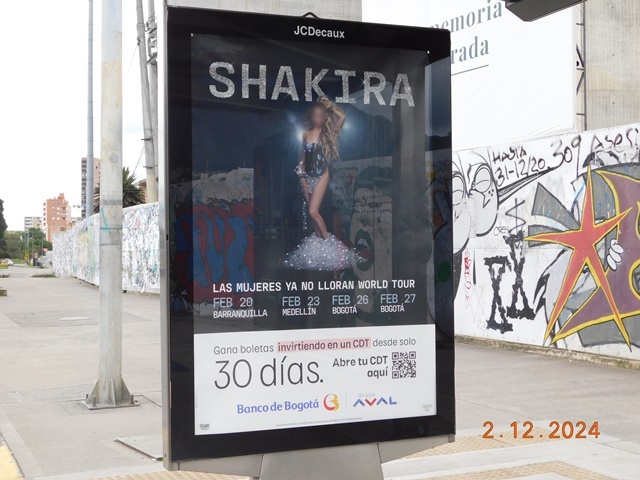 JCDecaux
SHAKIRA
LAS MUJERES YA NO LLORAN WORLD TOUR
FEB 20 FEB 23 FEB 26 FEB 27
BARRANQUILLA MEDELLÍN BOGOTÁ BOGOTÁ
Gana boletas invirtiendo en un CDT desde solo
30 días.
Abre tu CDT
aquí
Banco de Bogotá
Grupo
AVAL
memoria
rada
HASTA
31-12/20
30º
2.12.2024